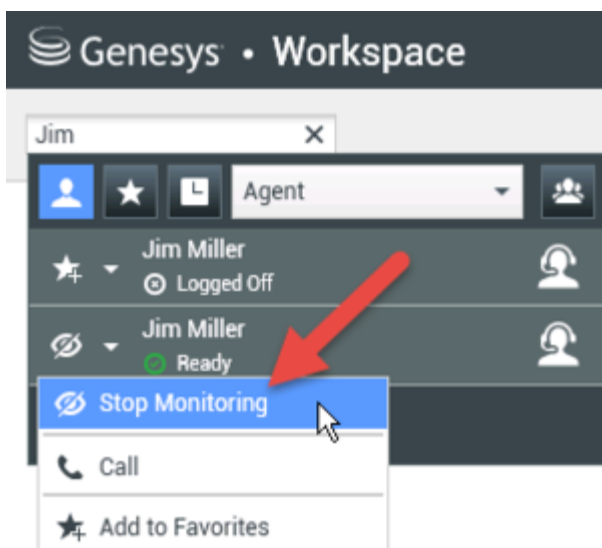 Genesys • Workspace
Jim
Agent
Jim Miller
Logged Off
Jim Miller
Ready
Stop Monitoring
Call
Add to Favorites